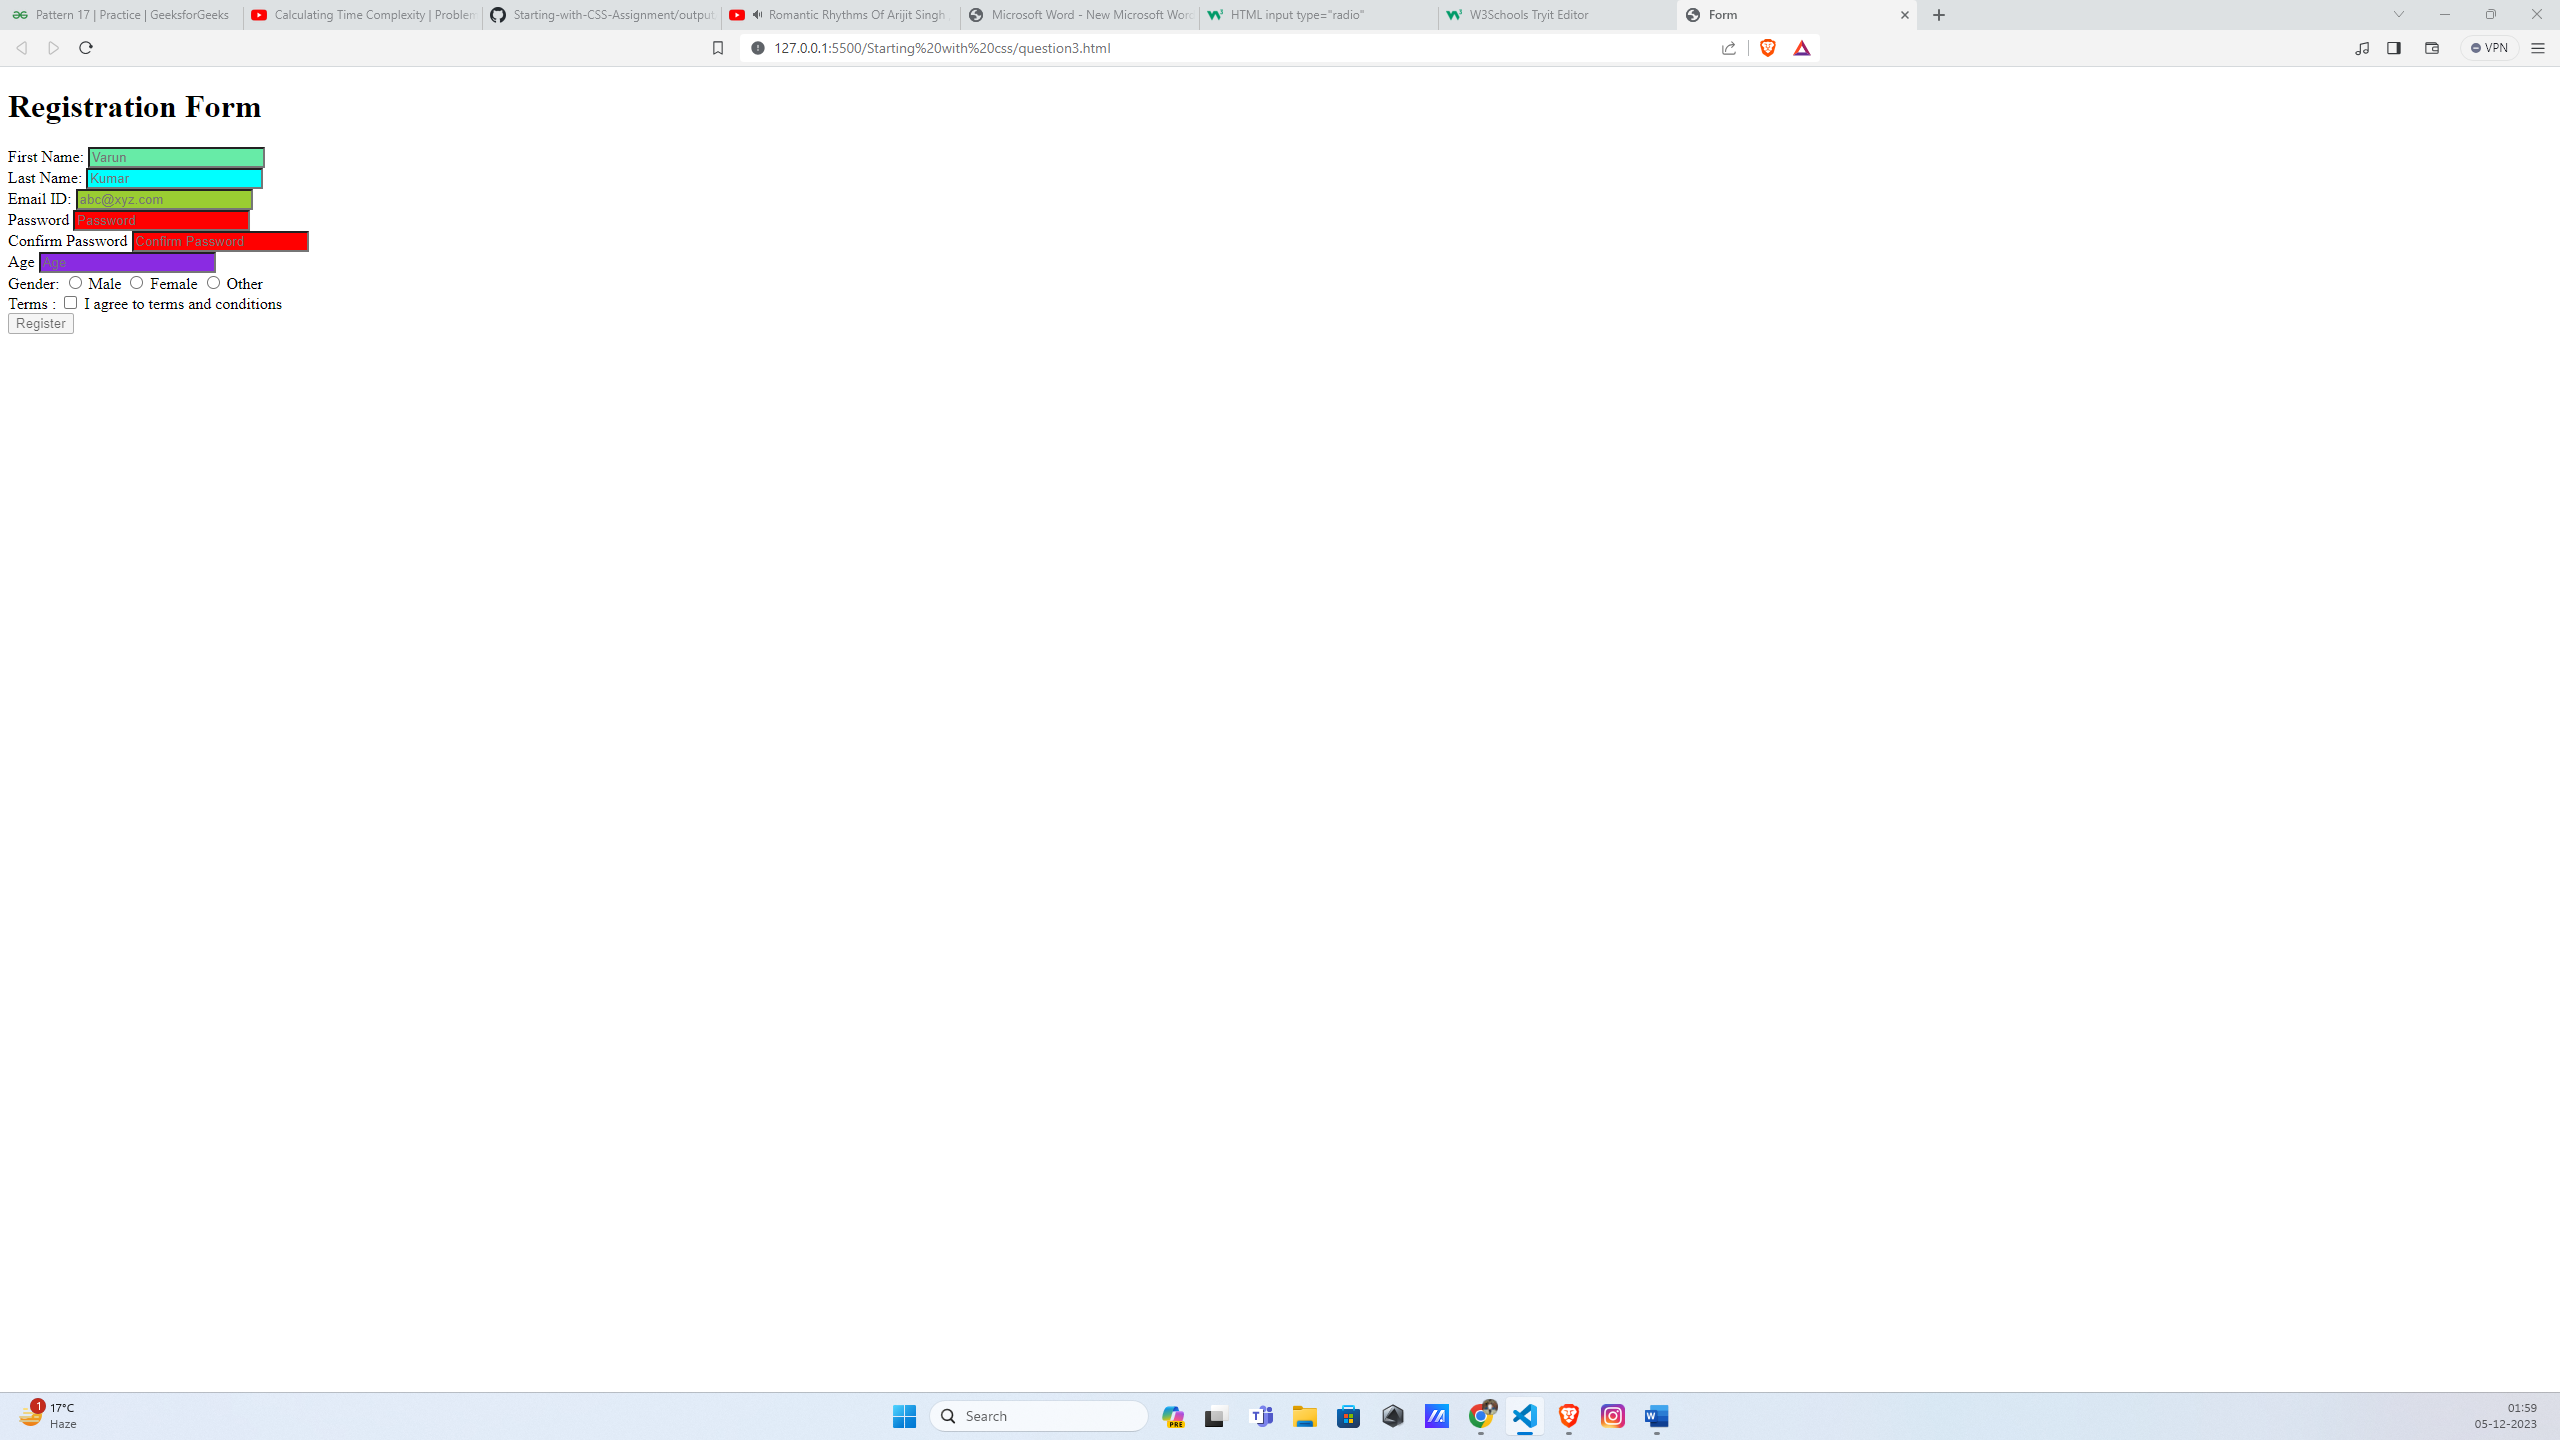 Pattern 17 | Practice | GeeksforGeeks
Calculating Time Complexity | Problem
Starting-with-CSS-Assignment/output
Romantic Rhythms Of Arijit Singh
Microsoft Word - New Microsoft Word
HTML input type="radio"
W3Schools Tryit Editor
Form
127.0.0.1:5500/Starting%20with%20css/question3.html
VPN
Registration Form
First Name: Varun
Last Name: Kumar
Email ID: abc@xyz.com
Password Password
Confirm Password Confirm Password
Age Age
Gender: Male Female Other
Terms : I agree to terms and conditions
Register
1
17°C
Haze
Search
PRE
01:59
05-12-2023